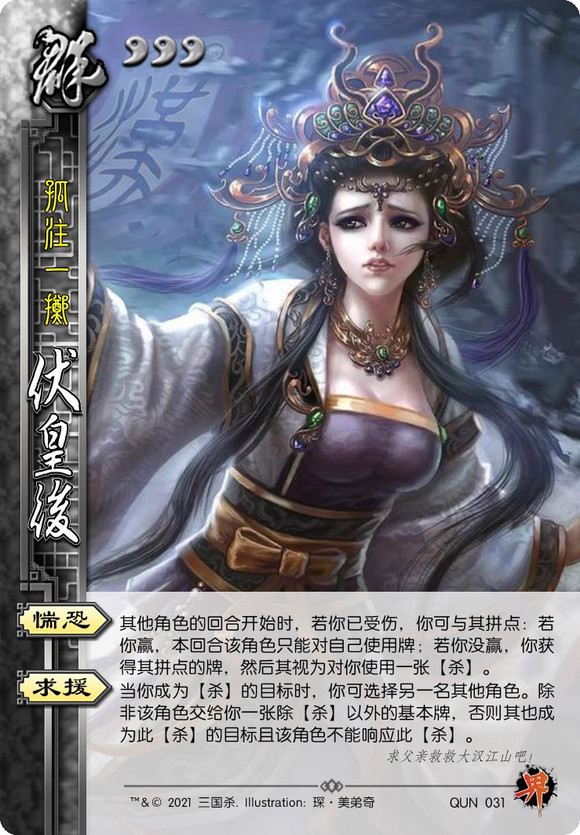 群
孤注一擲
伏皇後
惴恐
其他角色的回合开始时，若你已受伤，你可与其拼点：若
你赢，本回合该角色只能对自己使用牌；若你没赢，你获
得其拼点的牌，然后其视为对你使用一张【杀】。
求援
当你成为【杀】的目标时，你可选择另一名其他角色。除
非该角色交给你一张除【杀】以外的基本牌，否则其也成
为此【杀】的目标且该角色不能响应此【杀】。
求父亲救救大汉江山吧!
™&© 2021 三国杀. Illustration: 琛·美弟奇
QUN 031
界